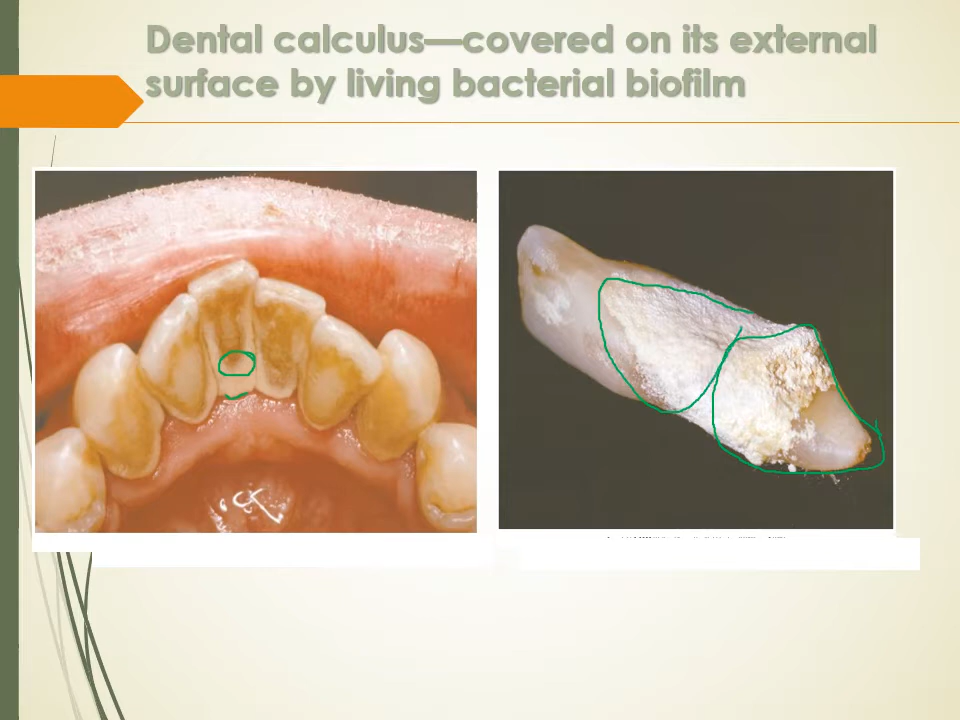 Dental calculus—covered on its external
surface by living bacterial biofilm